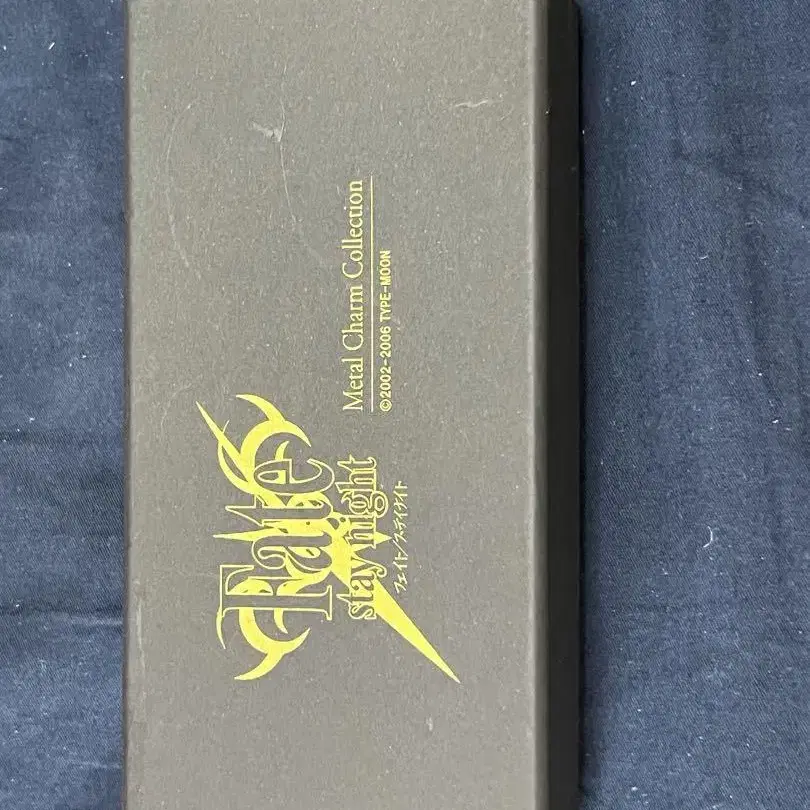 Fate
stay night
フェイト/ステイナイト
Metal Charm Collection
©2002-2006 TYPE-MOON